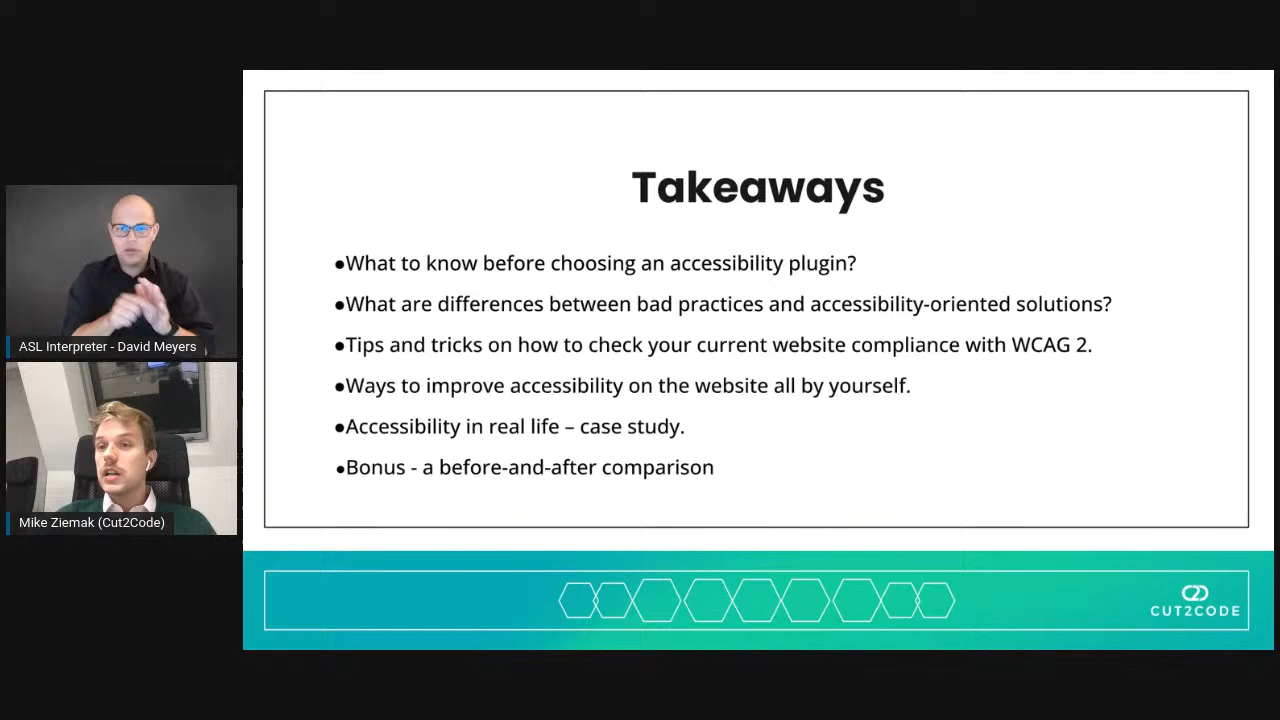 Takeaways
●What to know before choosing an accessibility plugin?
●What are differences between bad practices and accessibility-oriented solutions?
●Tips and tricks on how to check your current website compliance with WCAG 2.
●Ways to improve accessibility on the website all by yourself.
●Accessibility in real life – case study.
●Bonus - a before-and-after comparison
ASL Interpreter - David Meyers
Mike Ziemak (Cut2Code)
CUT2CODE